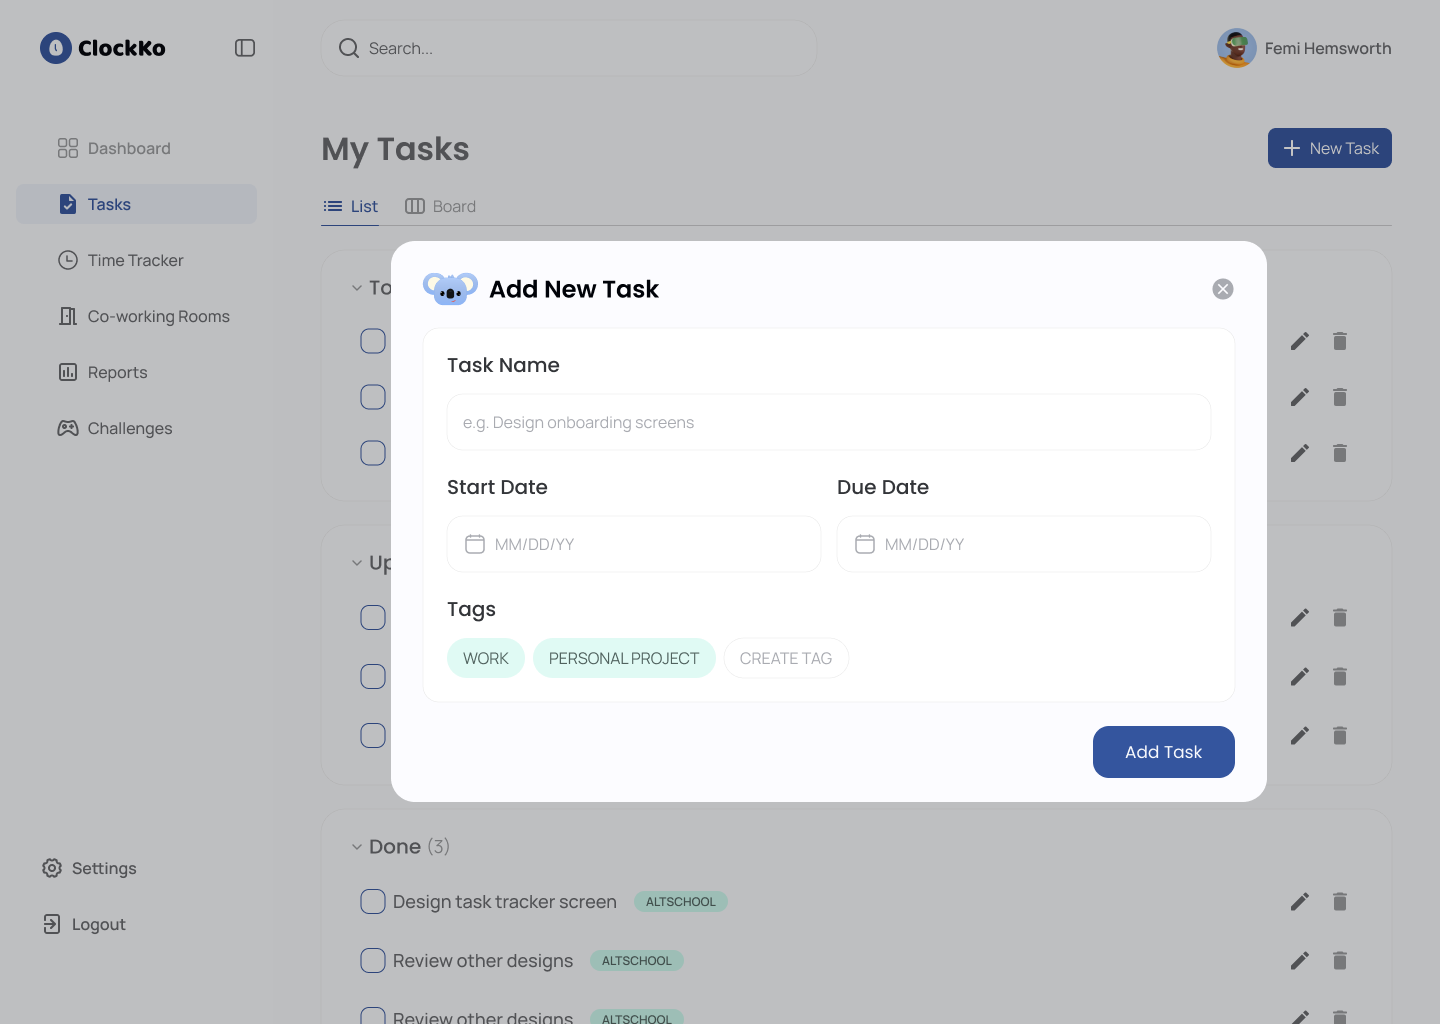 ClockKo
Search...
Femi Hemsworth
Dashboard
My Tasks
New Task
Tasks
List
Board
Time Tracker
Co-working Rooms
Reports
Challenges
To
Add New Task
Task Name
e.g. Design onboarding screens
Start Date
Due Date
MM/DD/YY
MM/DD/YY
Up
Tags
WORK
PERSONAL PROJECT
CREATE TAG
Add Task
Done (3)
Settings
Design task tracker screen
ALTSCHOOL
Logout
Review other designs
ALTSCHOOL
Review other designs
ALTSCHOOL